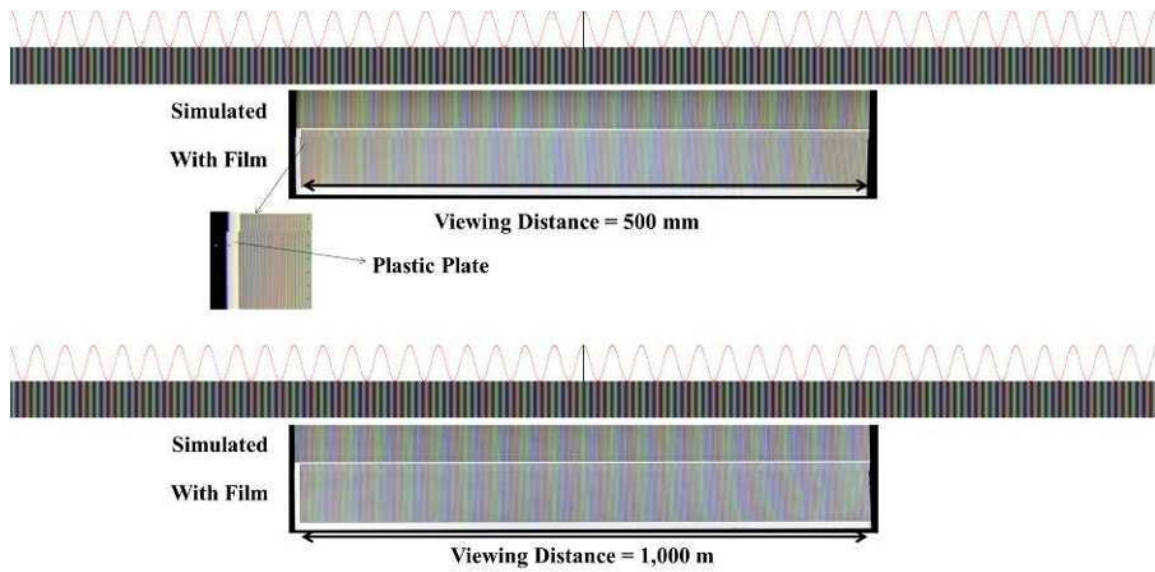 Simulated
With Film
Viewing Distance = 500 mm
Plastic Plate
Simulated
With Film
Viewing Distance = 1,000 m